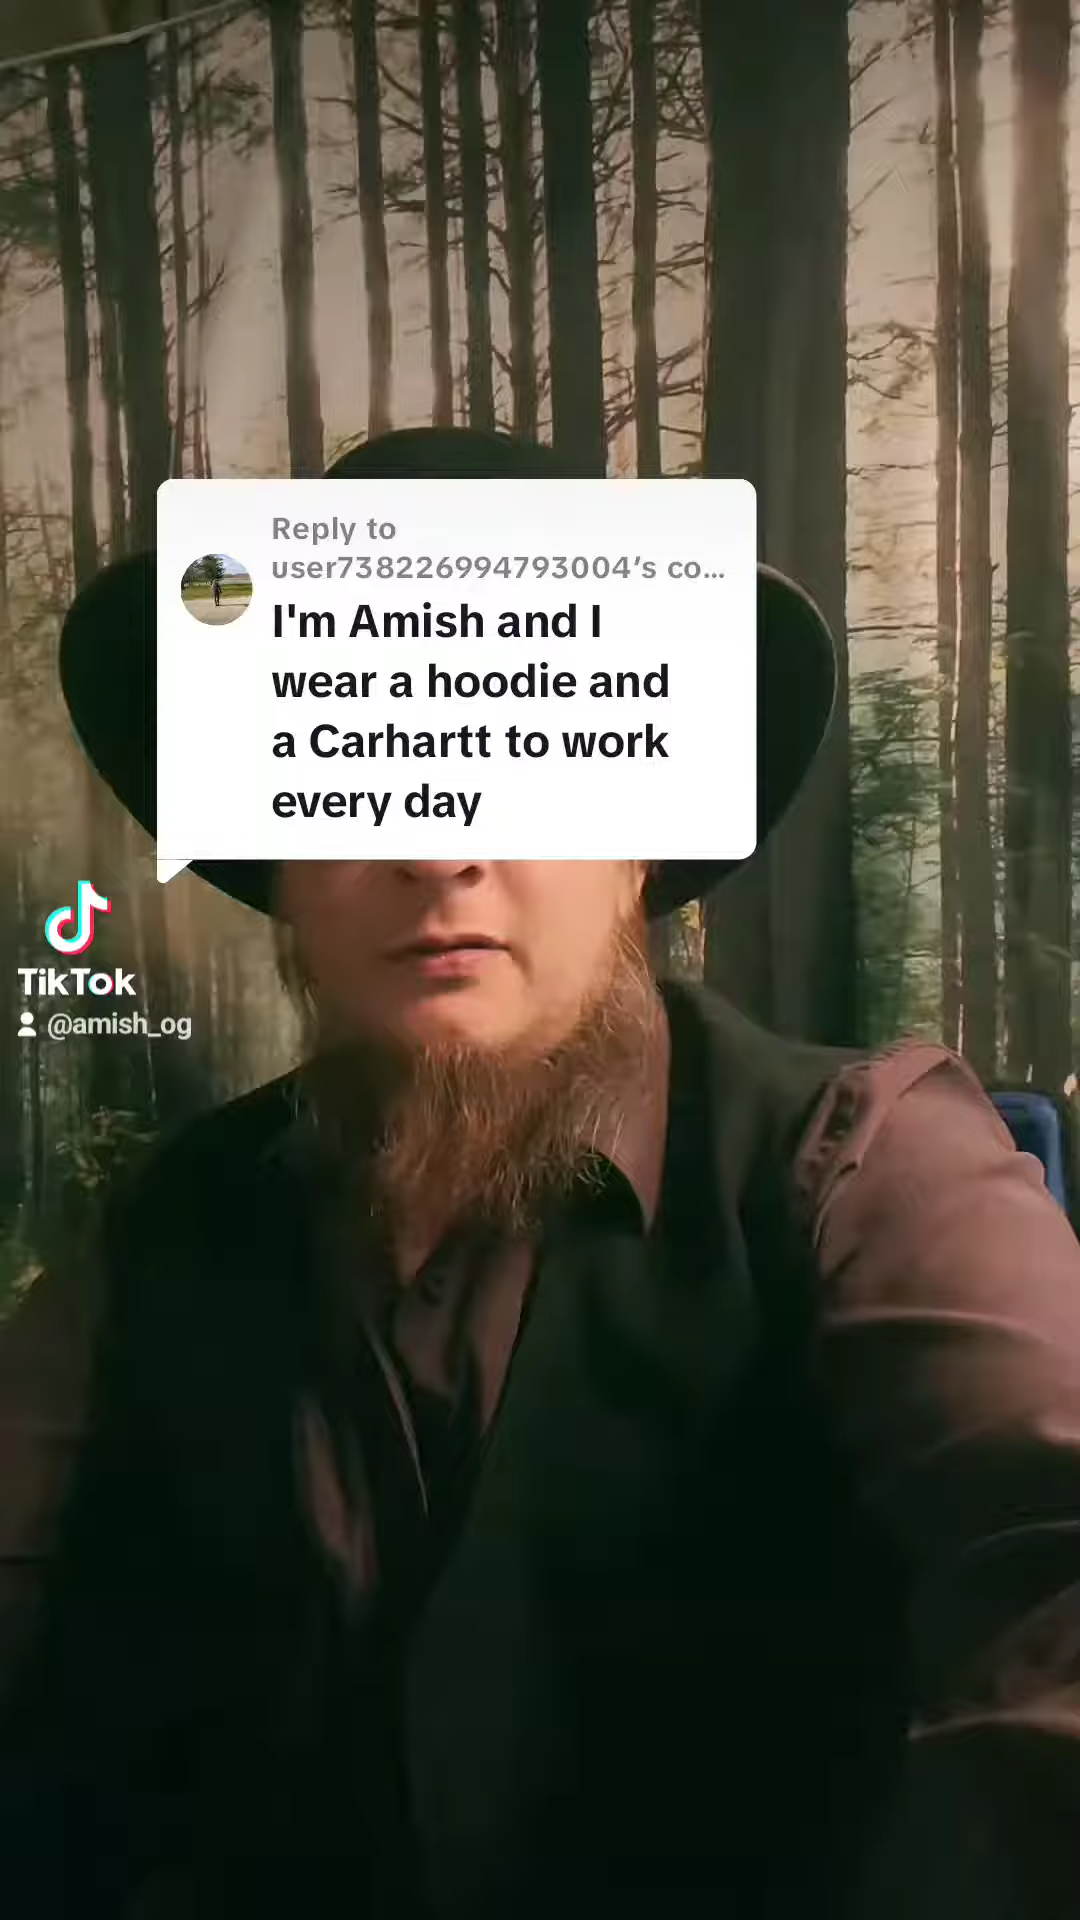 Reply to
user738226994793004’s co...
I'm Amish and I
wear a hoodie and
a Carhartt to work
every day
TikTok
@amish_og